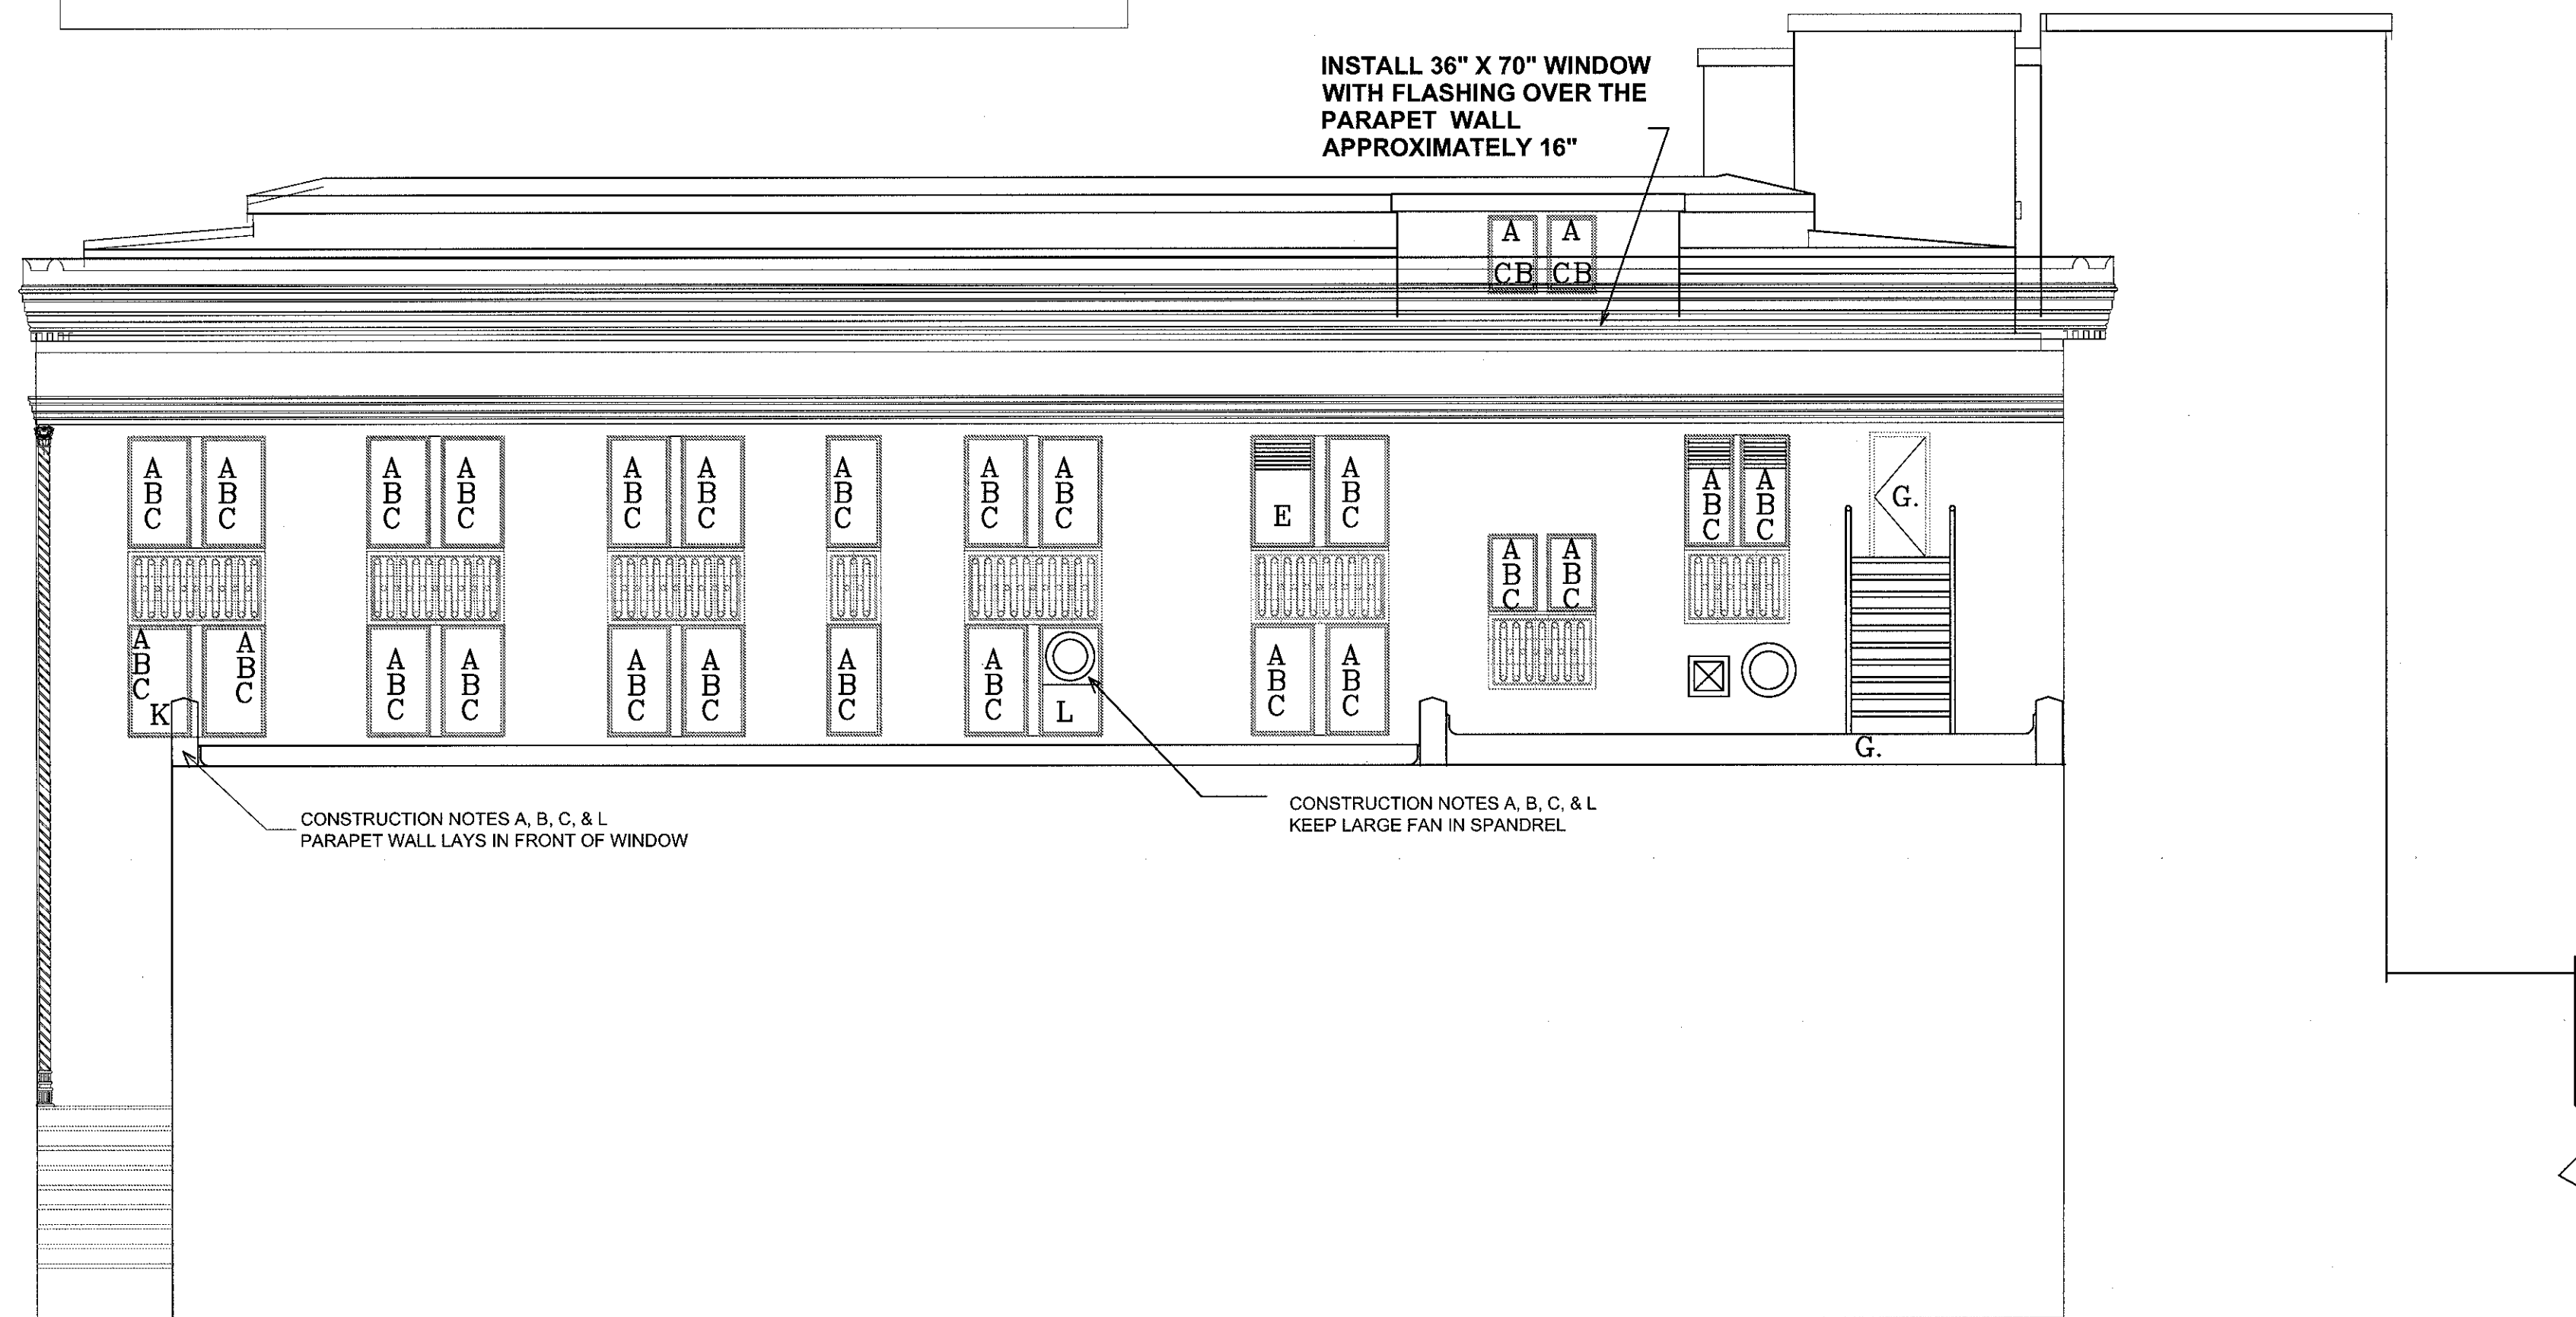 INSTALL 36" X 70" WINDOW
WITH FLASHING OVER THE
PARAPET WALL
APPROXIMATELY 16"
A A
CB CB
A A A A A A A A A A
B B B B B B B B B B
C C C C C C C C C C
E
A A
B B
C C
G.
A A
B B
C C
A A A A A A A A A A
B B B B B B B B B B
C C C C C C C C C C
K
L
G.
CONSTRUCTION NOTES A, B, C, & L
PARAPET WALL LAYS IN FRONT OF WINDOW
CONSTRUCTION NOTES A, B, C, & L
KEEP LARGE FAN IN SPANDREL